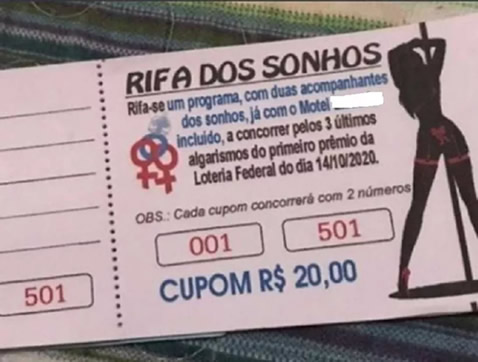 RIFA DOS SONHOS
Rifa-se um programa, com duas acompanhantes
dos sonhos, já com o Motel
incluido, a concorrer pelos 3 últimos
algarismos do primeiro prêmio da
Loteria Federal do dia 14/10/2020.
OBS.: Cada cupom concorrerá com 2 números
001 501
501
CUPOM R$ 20,00